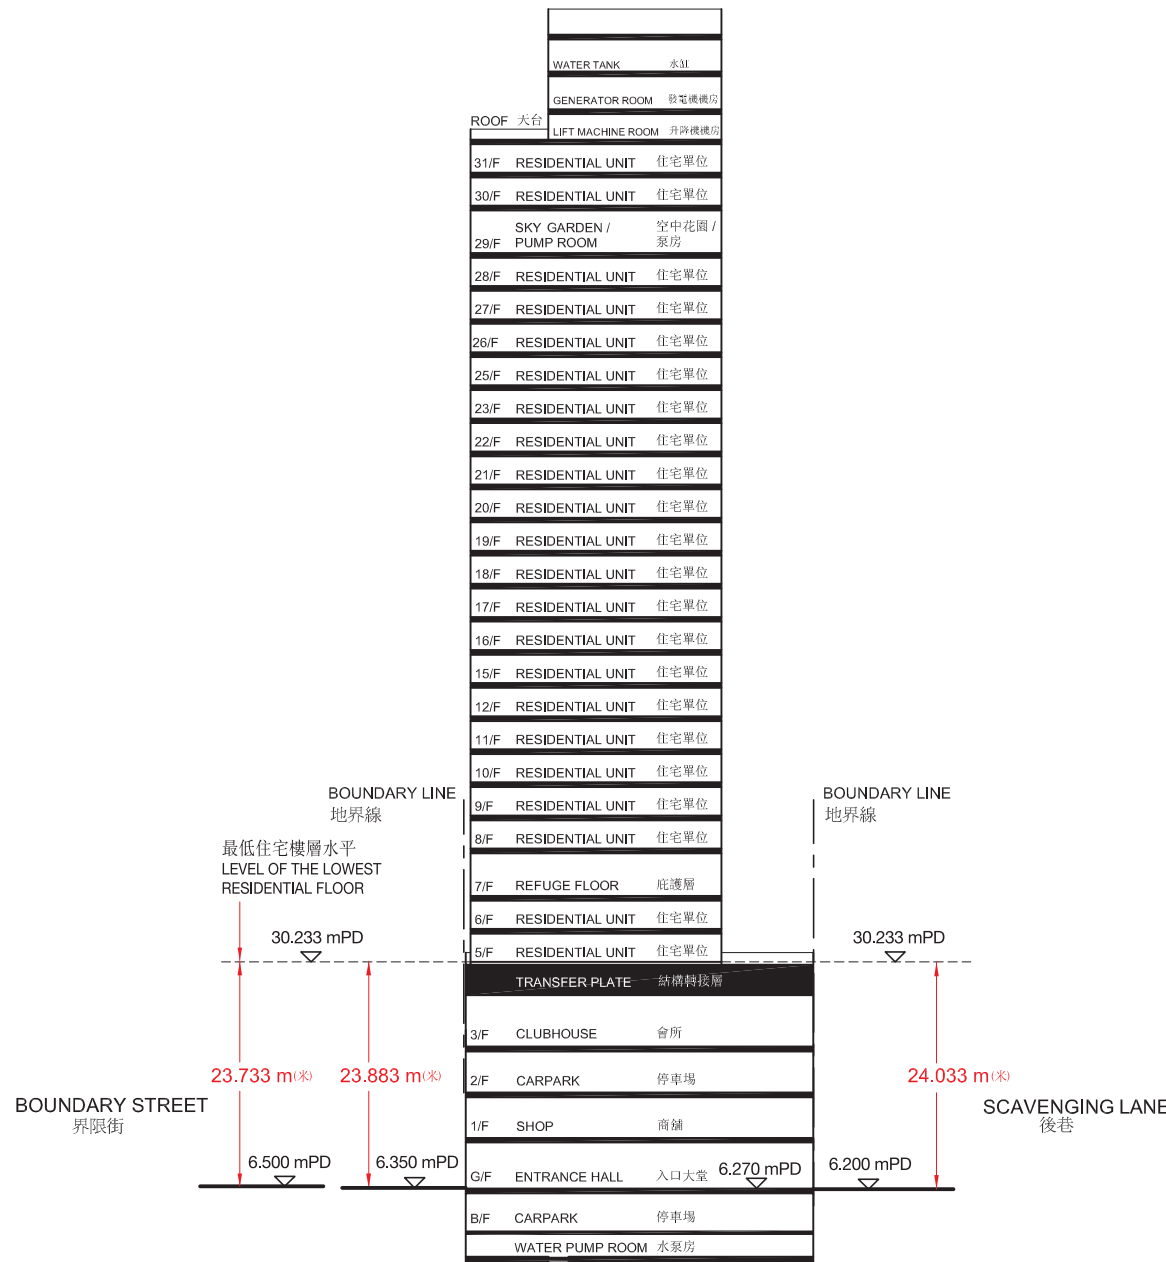 WATER TANK 水缸
GENERATOR ROOM 發電機機房
ROOF 天台
LIFT MACHINE ROOM 升降機機房
31/F RESIDENTIAL UNIT 住宅單位
30/F RESIDENTIAL UNIT 住宅單位
SKY GARDEN / 空中花園 /
29/F PUMP ROOM 泵房
28/F RESIDENTIAL UNIT 住宅單位
27/F RESIDENTIAL UNIT 住宅單位
26/F RESIDENTIAL UNIT 住宅單位
25/F RESIDENTIAL UNIT 住宅單位
23/F RESIDENTIAL UNIT 住宅單位
22/F RESIDENTIAL UNIT 住宅單位
21/F RESIDENTIAL UNIT 住宅單位
20/F RESIDENTIAL UNIT 住宅單位
19/F RESIDENTIAL UNIT 住宅單位
18/F RESIDENTIAL UNIT 住宅單位
17/F RESIDENTIAL UNIT 住宅單位
16/F RESIDENTIAL UNIT 住宅單位
15/F RESIDENTIAL UNIT 住宅單位
12/F RESIDENTIAL UNIT 住宅單位
11/F RESIDENTIAL UNIT 住宅單位
10/F RESIDENTIAL UNIT 住宅單位
BOUNDARY LINE
地界線
BOUNDARY LINE
地界線
9/F RESIDENTIAL UNIT 住宅單位
8/F RESIDENTIAL UNIT 住宅單位
最低住宅樓層水平
LEVEL OF THE LOWEST
RESIDENTIAL FLOOR
7/F REFUGE FLOOR 庇護層
6/F RESIDENTIAL UNIT 住宅單位
30.233 mPD
30.233 mPD
5/F RESIDENTIAL UNIT 住宅單位
TRANSFER PLATE 結構轉接層
3/F CLUBHOUSE 會所
23.733 m(米)
23.883 m(米)
2/F CARPARK 停車場
24.033 m(米)
BOUNDARY STREET
界限街
SCAVENGING LANE
後巷
1/F SHOP 商舖
6.500 mPD
6.350 mPD
G/F ENTRANCE HALL 入口大堂
6.270 mPD
6.200 mPD
B/F CARPARK 停車場
WATER PUMP ROOM 水泵房